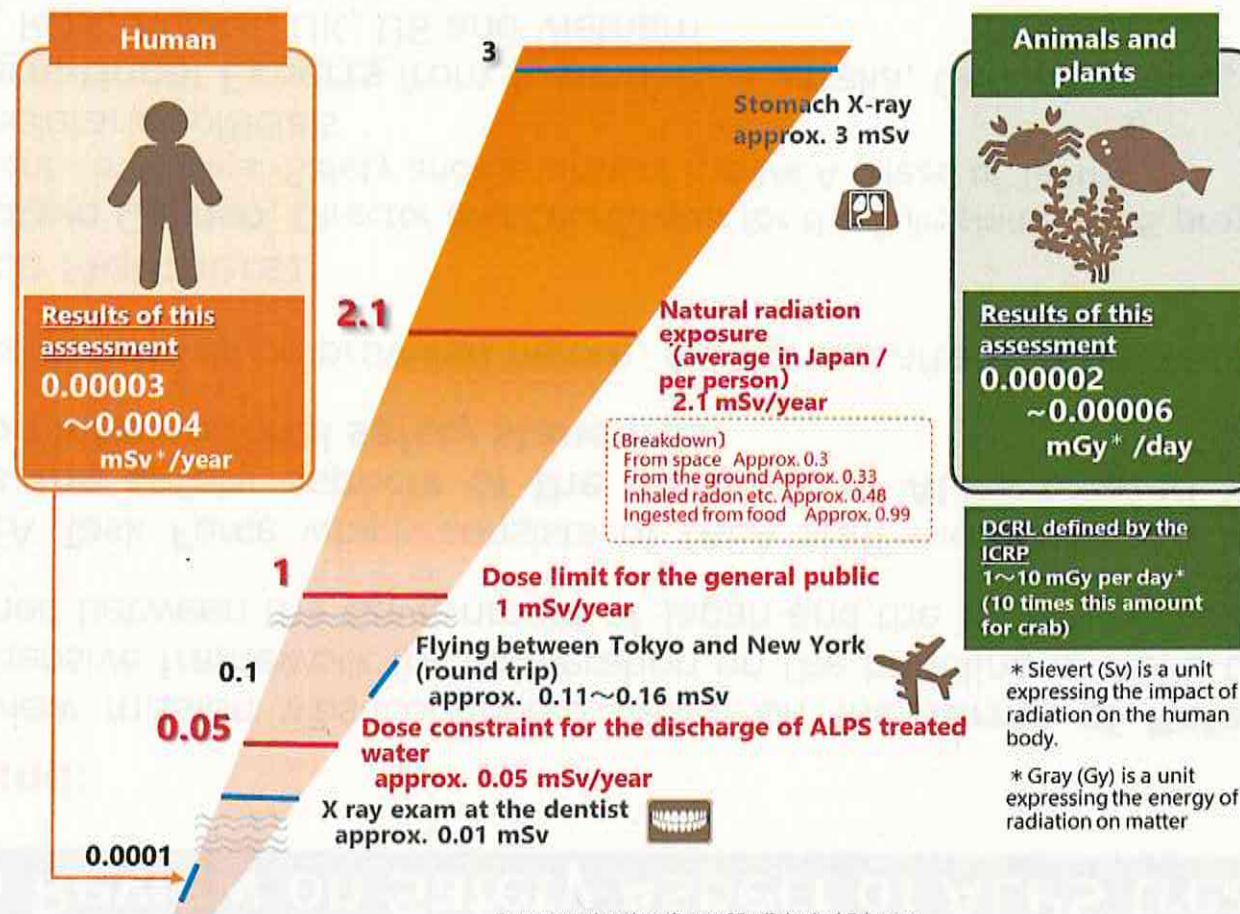 Human
Results of this
assessment
0.00003
~0.0004
mSv*/year
3
Stomach X-ray
approx. 3 mSv
2.1
Natural radiation
exposure
(average in Japan /
per person)
2.1 mSv/year
(Breakdown)
From space Approx. 0.3
From the ground Approx. 0.33
Inhaled radon etc. Approx. 0.48
Ingested from food Approx. 0.99
1
Dose limit for the general public
1 mSv/year
0.1
Flying between Tokyo and New York
(round trip)
approx. 0.11~0.16 mSv
0.05
Dose constraint for the discharge of ALPS treated
water
approx. 0.05 mSv/year
X ray exam at the dentist
approx. 0.01 mSv
0.0001
Animals and
plants
Results of this
assessment
0.00002
~0.00006
mGy* /day
DCRL defined by the
ICRP
1~10 mGy per day*
(10 times this amount
for crab)
* Sievert (Sv) is a unit
expressing the impact of
radiation on the human
body.
* Gray (Gy) is a unit
expressing the energy of
radiation on matter